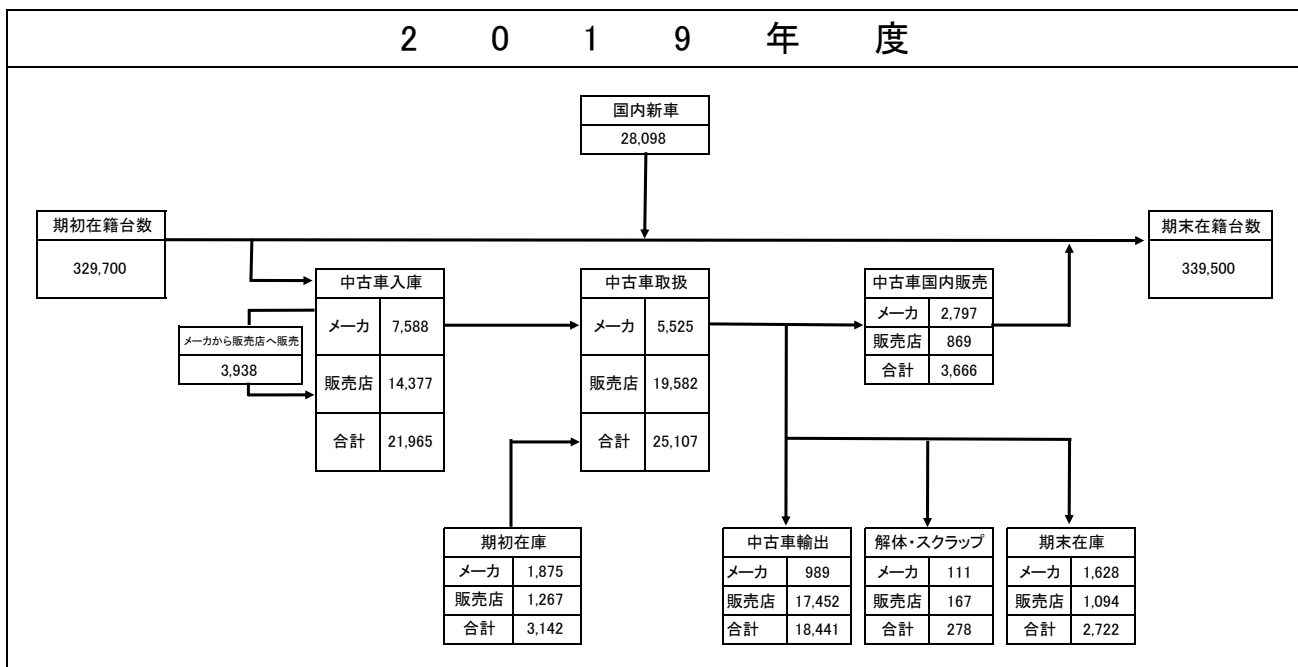 ２０１９年度
国内新車
28,098
期初在籍台数
329,700
期末在籍台数
339,500
中古車入庫
メーカ 7,588
販売店 14,377
合計 21,965
メーカから販売店へ販売
3,938
中古車取扱
メーカ 5,525
販売店 19,582
合計 25,107
中古車国内販売
メーカ 2,797
販売店 869
合計 3,666
期初在庫
メーカ 1,875
販売店 1,267
合計 3,142
中古車輸出
メーカ 989
販売店 17,452
合計 18,441
解体・スクラップ
メーカ 111
販売店 167
合計 278
期末在庫
メーカ 1,628
販売店 1,094
合計 2,722